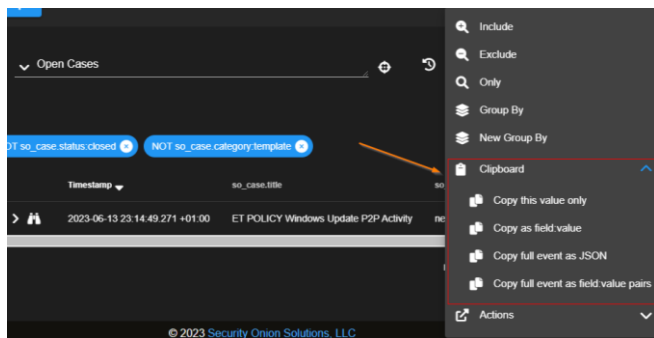 Include
Open Cases
Exclude
Only
Group By
New Group By
NOT so_case.category:template
so_case.status:closed
Clipboard
Timestamp
so_case.title
Copy this value only
2023-06-13 23:14:49.271 +01:00
ET POLICY Windows Update P2P Activity
Copy as field:value
Copy full event as JSON
Copy full event as field:value pairs
Actions
© 2023 Security Onion Solutions, LLC